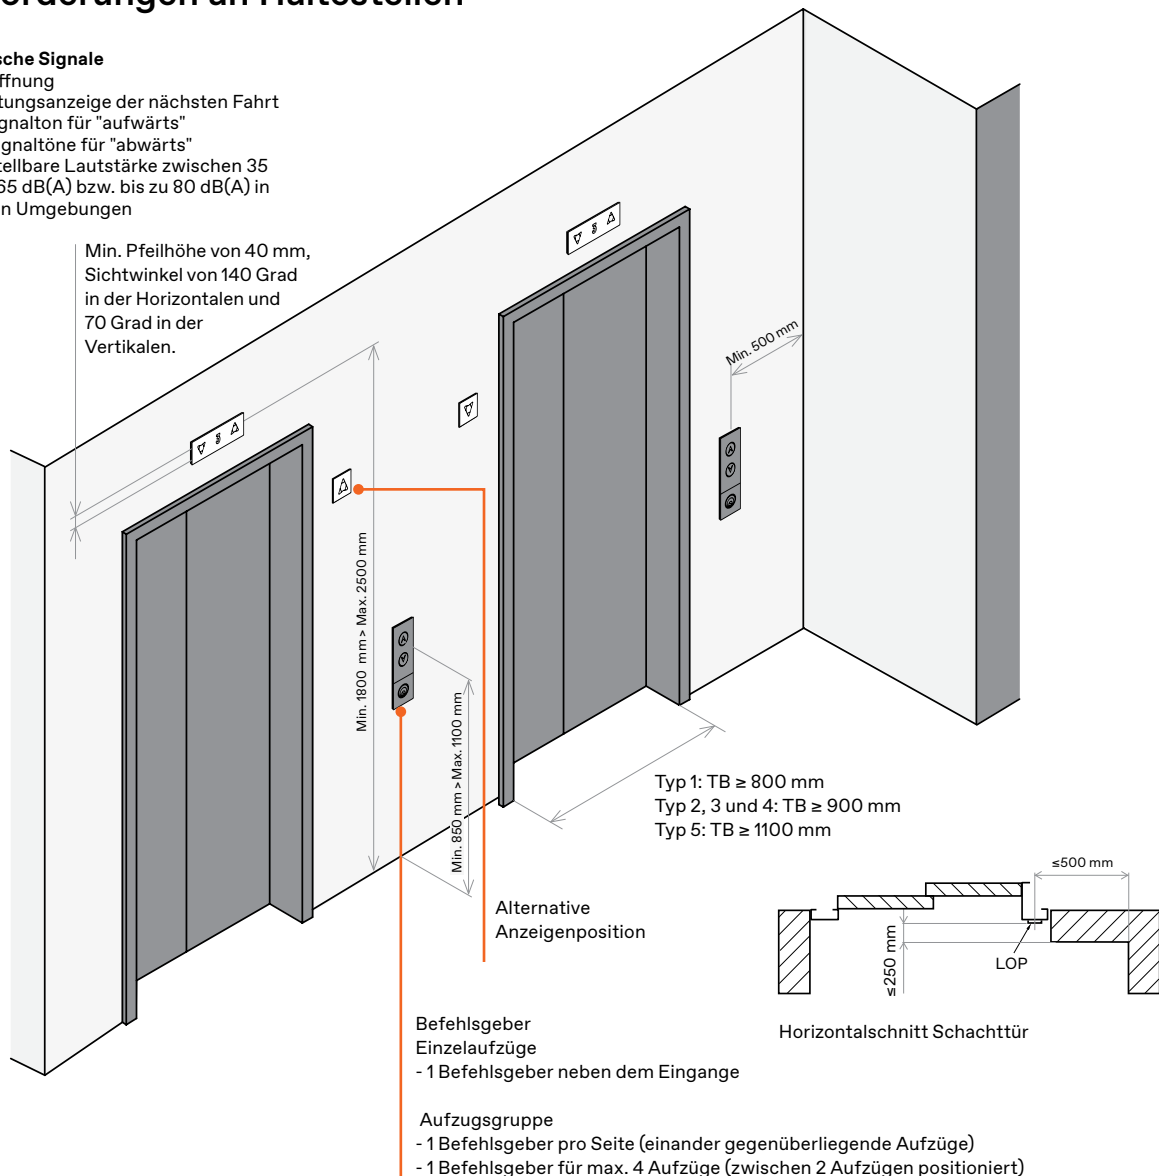 orderungen an Haltestellen
sche Signale
ffnung
tungsanzeige der nächsten Fahrt
gnalton für "aufwärts"
ignaltöne für "abwärts"
tellbare Lautstärke zwischen 35
65 dB(A) bzw. bis zu 80 dB(A) in
n Umgebungen
Min. Pfeilhöhe von 40 mm,
Sichtwinkel von 140 Grad
in der Horizontalen und
70 Grad in der
Vertikalen.
3
3
Min. 500 mm
Min. 1800 mm > Max. 2500 mm
Min. 850 mm > Max. 1100 mm
Typ 1: TB ≥ 800 mm
Typ 2, 3 und 4: TB ≥ 900 mm
Typ 5: TB ≥ 1100 mm
Alternative
Anzeigenposition
≤500 mm
≤250 mm
LOP
Horizontalschnitt Schachttür
Befehlsgeber
Einzelaufzüge
- 1 Befehlsgeber neben dem Eingange
Aufzugsgruppe
- 1 Befehlsgeber pro Seite (einander gegenüberliegende Aufzüge)
- 1 Befehlsgeber für max. 4 Aufzüge (zwischen 2 Aufzügen positioniert)